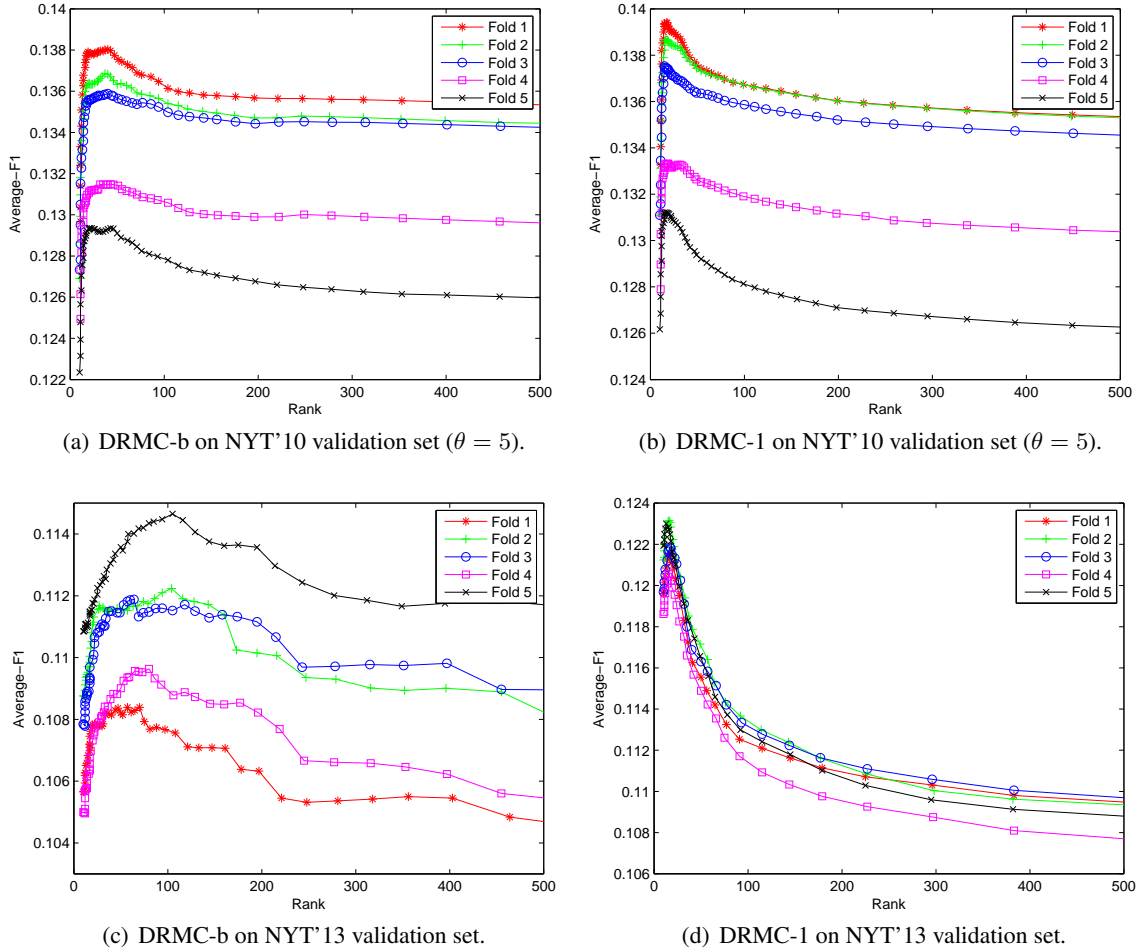 0.14
0.138
0.136
0.134
0.132
0.13
0.128
0.126
0.124
0.122
Average−F1
0
100
200
300
400
500
Rank
Fold 1
Fold 2
Fold 3
Fold 4
Fold 5
(a) DRMC-b on NYT’10 validation set (θ = 5).
0.14
0.138
0.136
0.134
0.132
0.13
0.128
0.126
0.124
Average−F1
0
100
200
300
400
500
Rank
Fold 1
Fold 2
Fold 3
Fold 4
Fold 5
(b) DRMC-1 on NYT’10 validation set (θ = 5).
0.114
0.112
0.11
0.108
0.106
0.104
Average−F1
0
100
200
300
400
500
Rank
Fold 1
Fold 2
Fold 3
Fold 4
Fold 5
(c) DRMC-b on NYT’13 validation set.
0.124
0.122
0.12
0.118
0.116
0.114
0.112
0.11
0.108
0.106
Average−F1
0
100
200
300
400
500
Rank
Fold 1
Fold 2
Fold 3
Fold 4
Fold 5
(d) DRMC-1 on NYT’13 validation set.